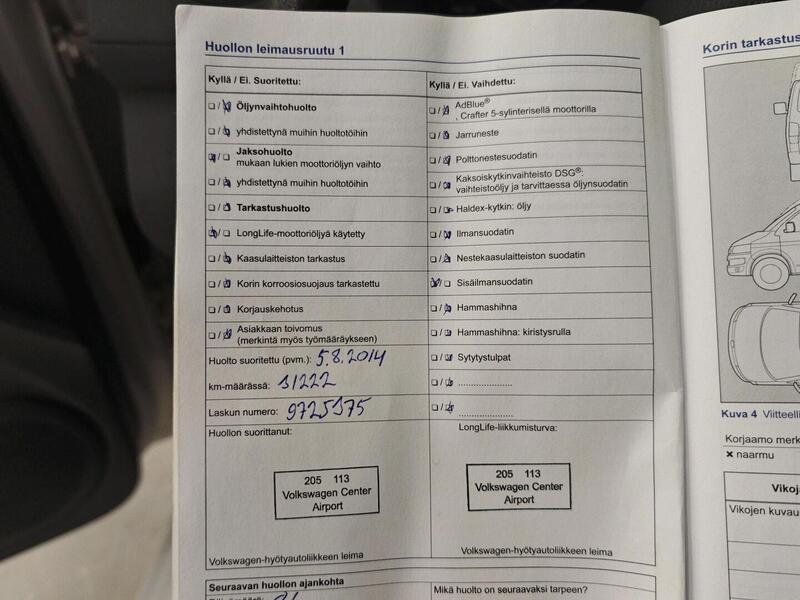 Huollon leimausruutu 1
Kyllä / Ei. Suoritettu:
Öljynvaihtohuolto
yhdistettynä muihin huoltotöihin
Jaksohuolto
mukaan lukien moottoriöljyn vaihto
yhdistettynä muihin huoltotöihin
Tarkastushuolto
LongLife-moottoriöljyä käytetty
Kaasulaitteiston tarkastus
Korin korroosiosuojaus tarkastettu
Korjauskehotus
Asiakkaan toivomus
(merkintä myös työmääräykseen)
Huolto suoritettu (pvm.): 5.8.2014
km-määrässä: 31222
Laskun numero: 9725175
Huollon suorittanut:
205 113
Volkswagen Center
Airport
Volkswagen-hyötyautoliikkeen leima
Kyllä / Ei. Vaihdettu:
AdBlue®
, Crafter 5-sylinterisellä moottorilla
Jarruneste
Polttonestesuodatin
Kaksoiskytkinvaihteisto DSG®:
vaihteistoöljy ja tarvittaessa öljynsuodatin
Haldex-kytkin: öljy
Ilmansuodatin
Nestekaasulaitteiston suodatin
Sisäilmansuodatin
Hammashihna
Hammashihna: kiristysrulla
Sytytystulpat
LongLife-liikkumisturva:
205 113
Volkswagen Center
Airport
Volkswagen-hyötyautoliikkeen leima
Seuraavan huollon ajankohta
Mikä huolto on seuraavaksi tarpeen?
Korin tarkastus
Kuva 4 Viitteelli
Korjaamo merk
× naarmu
Vikoja
Vikojen kuvau